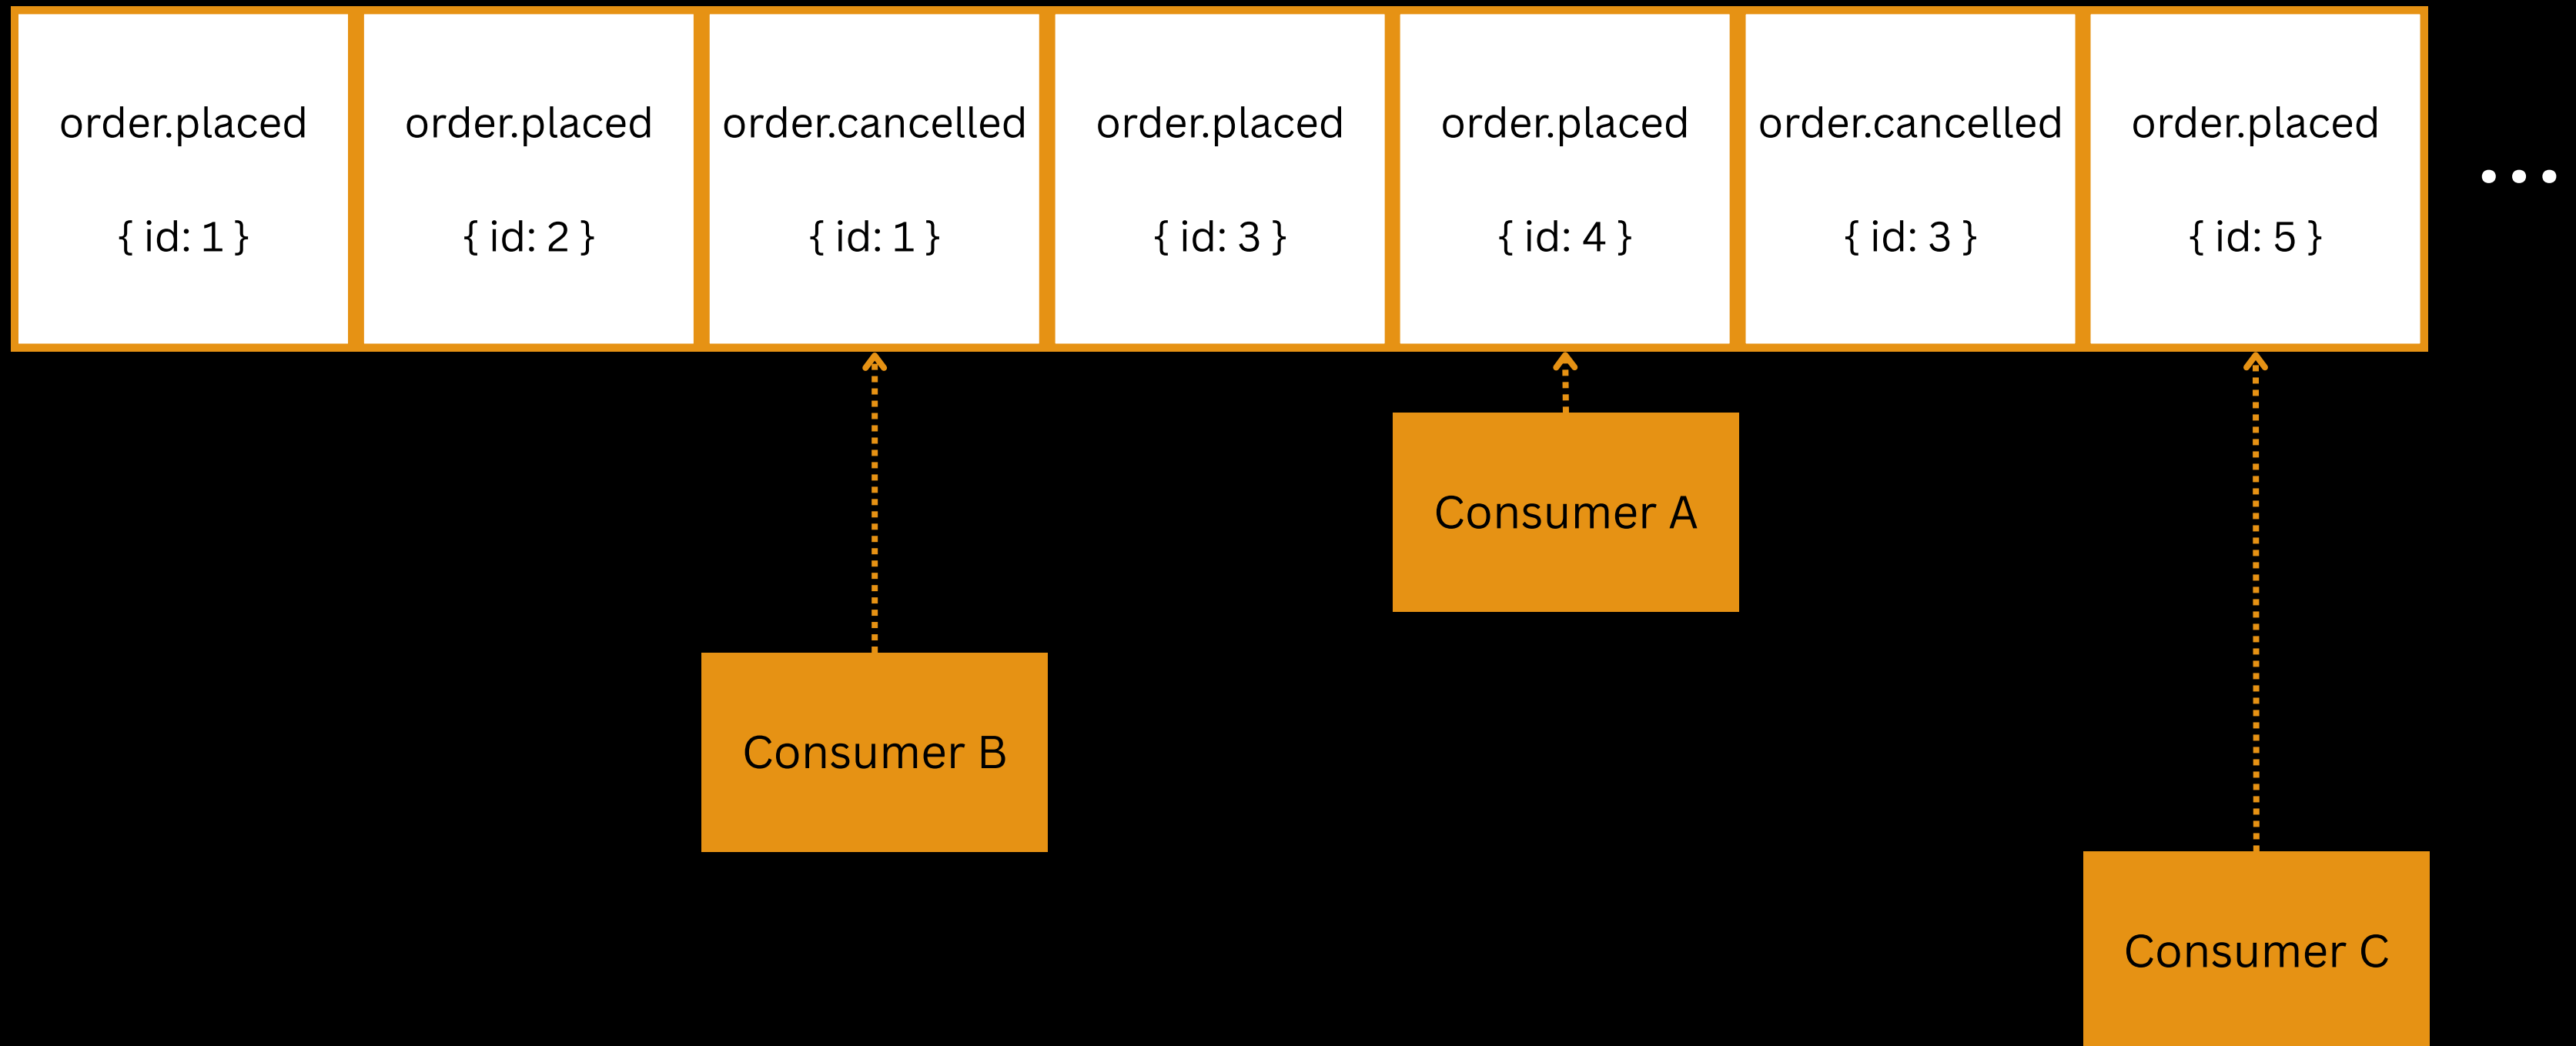 order.placed
{ id: 1 }
order.placed
{ id: 2 }
order.cancelled
{ id: 1 }
order.placed
{ id: 3 }
order.placed
{ id: 4 }
order.cancelled
{ id: 3 }
order.placed
{ id: 5 }
...
Consumer A
Consumer B
Consumer C